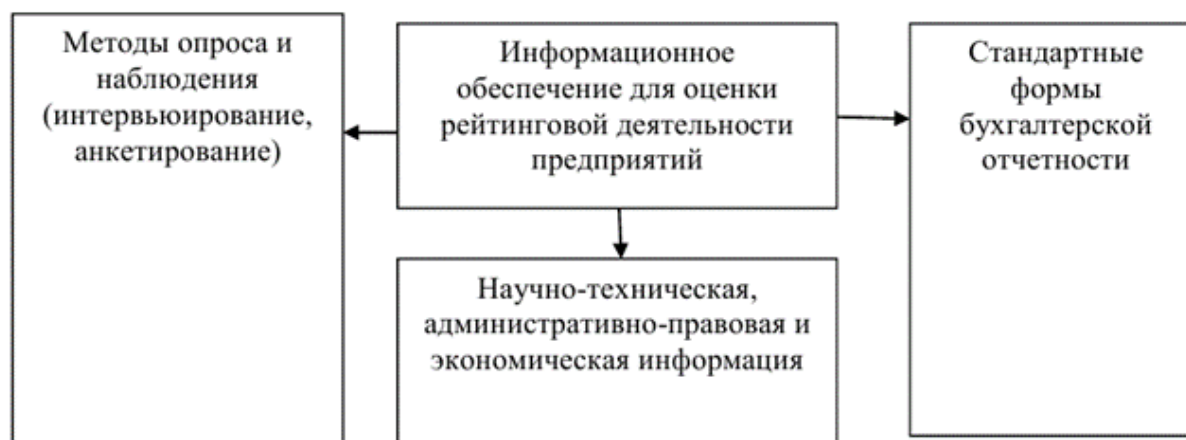 Методы опроса и
наблюдения
(интервьюирование,
анкетирование)
Информационное
обеспечение для оценки
рейтинговой деятельности
предприятий
Стандартные
формы
бухгалтерской
отчетности
Научно-техническая,
административно-правовая и
экономическая информация